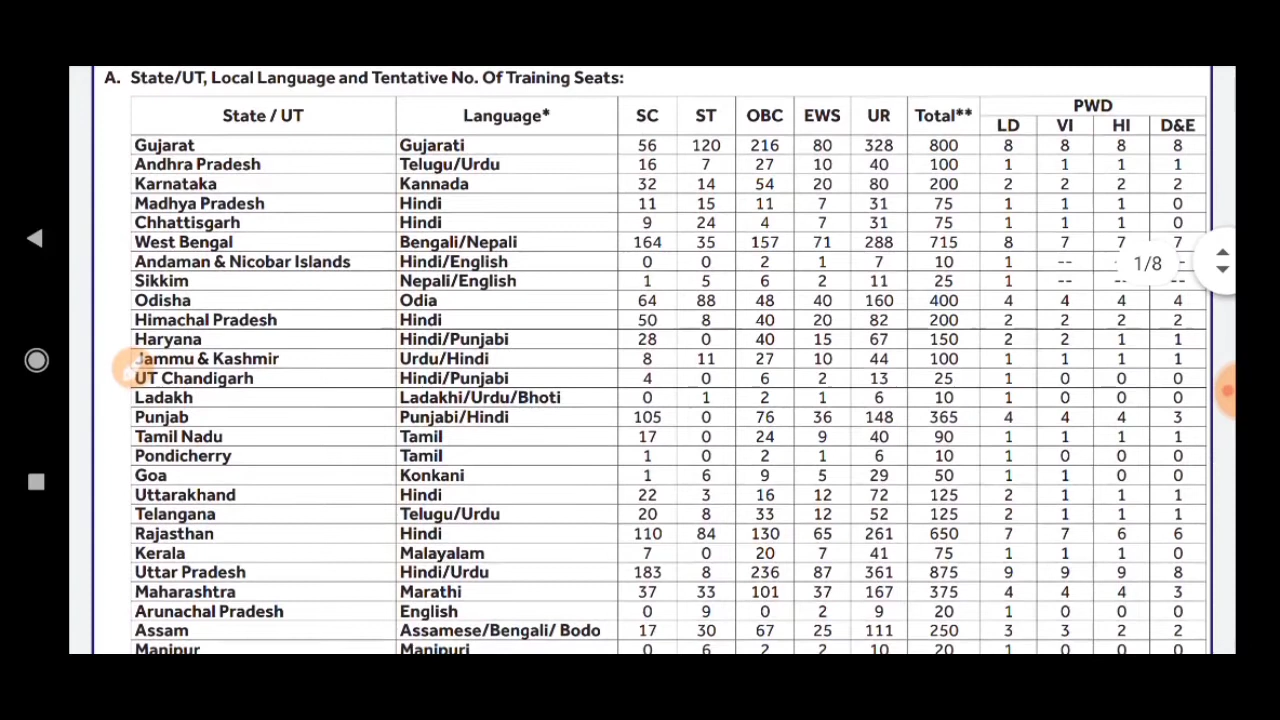 A. State/UT, Local Language and Tentative No. Of Training Seats:
State / UT Language* SC ST OBC EWS UR Total** PWD
LD VI HI D&E
Gujarat Gujarati 56 120 216 80 328 800 8 8 8 8
Andhra Pradesh Telugu/Urdu 16 7 27 10 40 100 1 1 1 1
Karnataka Kannada 32 14 54 20 80 200 2 2 2 2
Madhya Pradesh Hindi 11 15 11 7 31 75 1 1 1 0
Chhattisgarh Hindi 9 24 4 7 31 75 1 1 1 0
West Bengal Bengali/Nepali 164 35 157 71 288 715 8 7 7 7
Andaman & Nicobar Islands Hindi/English 0 0 2 1 7 10 1 --
1/8
Sikkim Nepali/English 1 5 6 2 11 25 1 --
Odisha Odia 64 88 48 40 160 400 4 4 4 4
Himachal Pradesh Hindi 50 8 40 20 82 200 2 2 2 2
Haryana Hindi/Punjabi 28 0 40 15 67 150 2 2 1 1
Jammu & Kashmir Urdu/Hindi 8 11 27 10 44 100 1 1 1 1
UT Chandigarh Hindi/Punjabi 4 0 6 2 13 25 1 0 0 0
Ladakh Ladakhi/Urdu/Bhoti 0 1 2 1 6 10 1 0 0 0
Punjab Punjabi/Hindi 105 0 76 36 148 365 4 4 4 3
Tamil Nadu Tamil 17 0 24 9 40 90 1 1 1 1
Pondicherry Tamil 1 0 2 1 6 10 1 0 0 0
Goa Konkani 1 6 9 5 29 50 1 1 0 0
Uttarakhand Hindi 22 3 16 12 72 125 2 1 1 1
Telangana Telugu/Urdu 20 8 33 12 52 125 2 1 1 1
Rajasthan Hindi 110 84 130 65 261 650 7 7 6 6
Kerala Malayalam 7 0 20 7 41 75 1 1 1 0
Uttar Pradesh Hindi/Urdu 183 8 236 87 361 875 9 9 9 8
Maharashtra Marathi 37 33 101 37 167 375 4 4 4 3
Arunachal Pradesh English 0 9 0 2 9 20 1 0 0 0
Assam Assamese/Bengali/ Bodo 17 30 67 25 111 250 3 3 2 2
Manipur Manipuri 0 6 2 2 10 20 1 0 0 0